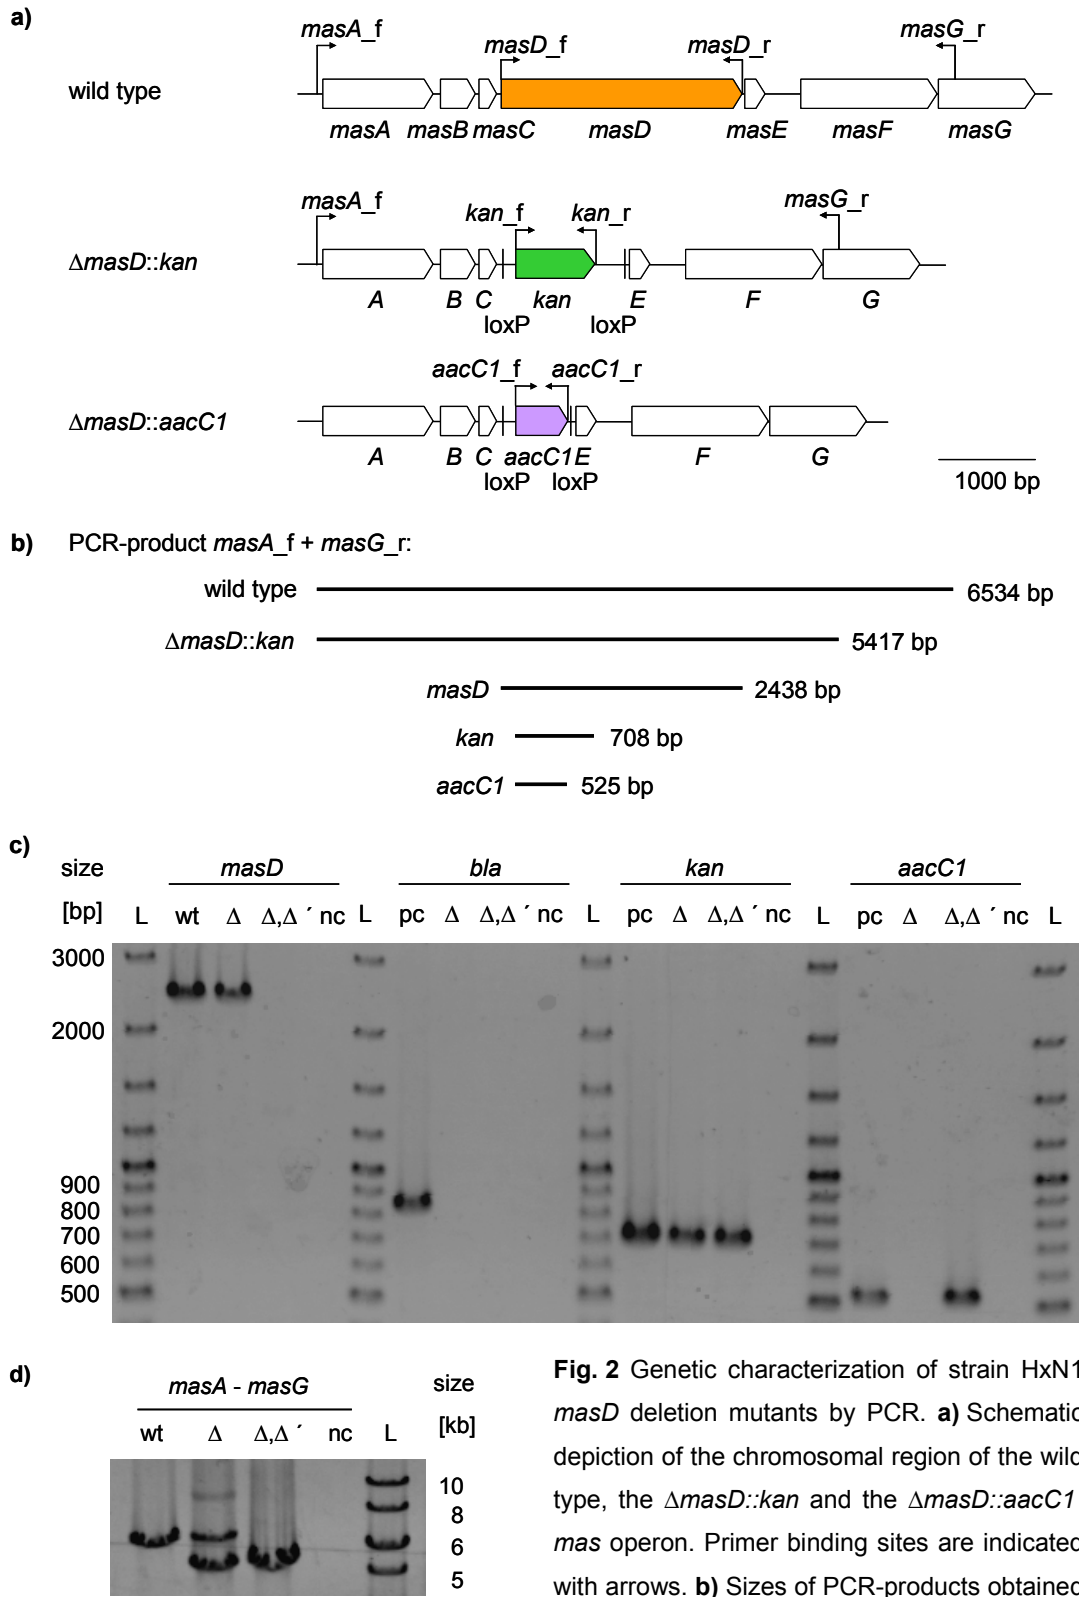 a)
masA_f masD_f masD_r masG_r
wild type
masA masB masC masD masE masF masG
masA_f kan_f kan_r masG_r
ΔmasD::kan
A B C kan E F G
loxP loxP
aacC1_f aacC1_r
ΔmasD::aacC1
A B C aacC1 E F G
loxP loxP
1000 bp
b) PCR-product masA_f + masG_r:
wild type 6534 bp
ΔmasD::kan 5417 bp
masD 2438 bp
kan 708 bp
aacC1 525 bp
c)
size masD bla kan aacC1
[bp] L wt Δ Δ,Δ ´ nc L pc Δ Δ,Δ ´ nc L pc Δ Δ,Δ ´ nc L pc Δ Δ,Δ ´ nc L
3000
2000
900
800
700
600
500
d)
masA - masG size
wt Δ Δ,Δ ´ nc L [kb]
10
8
6
5
Fig. 2 Genetic characterization of strain HxN1
masD deletion mutants by PCR. a) Schematic
depiction of the chromosomal region of the wild
type, the ΔmasD::kan and the ΔmasD::aacC1
mas operon. Primer binding sites are indicated
with arrows. b) Sizes of PCR-products obtained